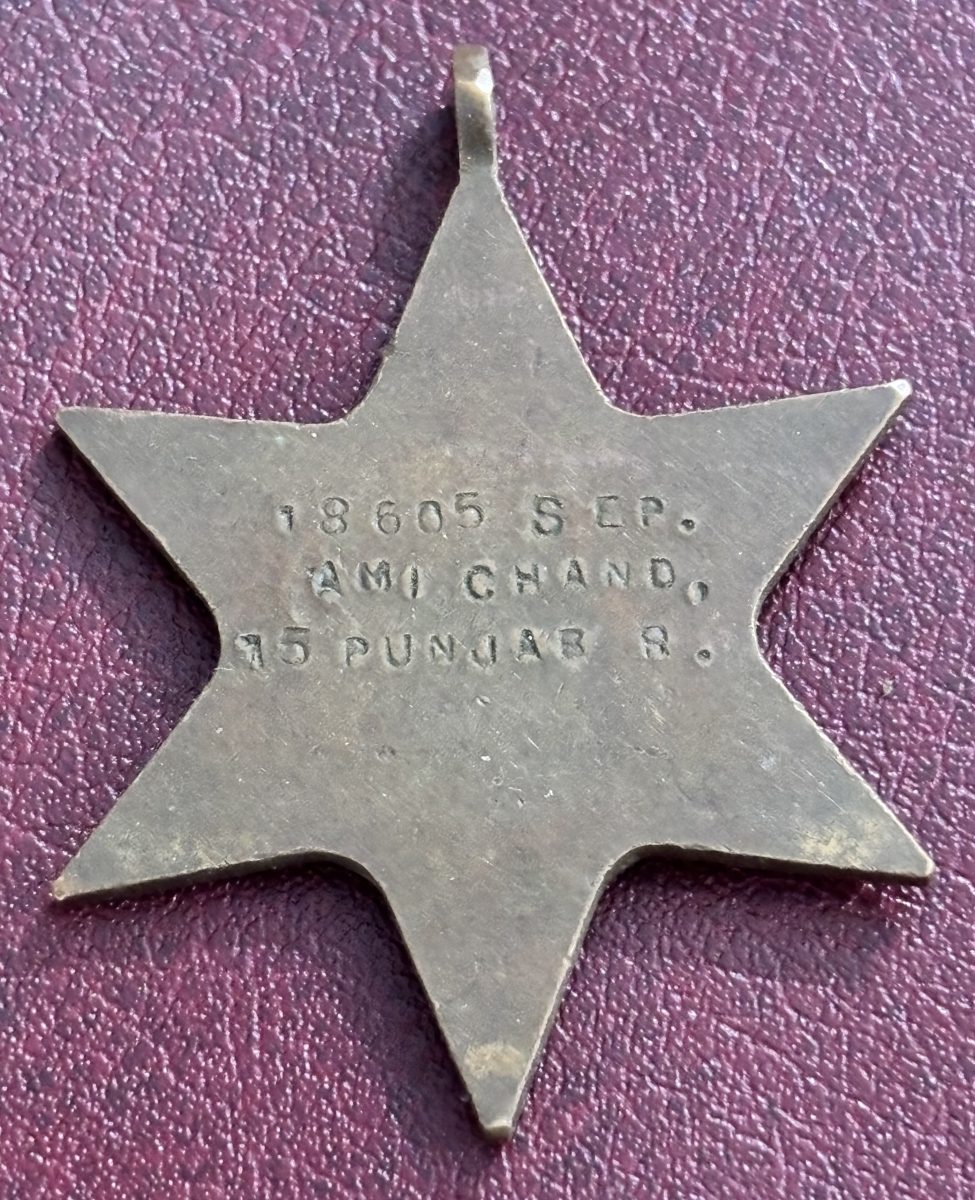 18605 SEP.
AMI CHAND,
15 PUNJAB R.